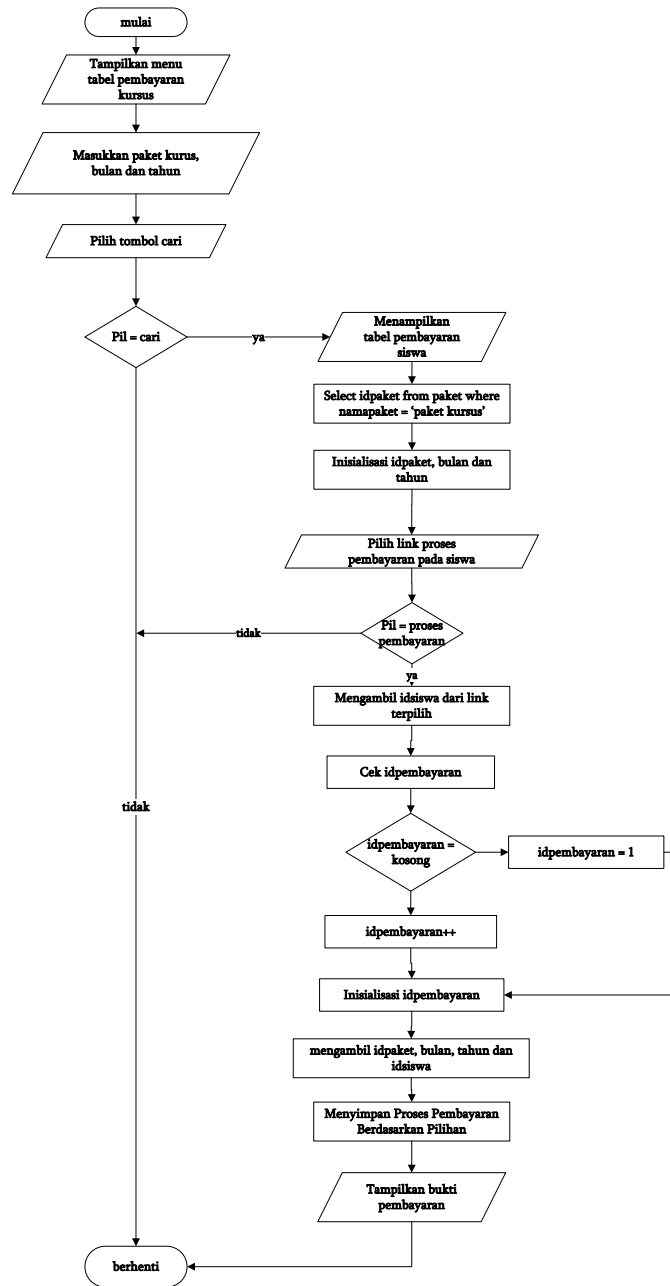 mulai
Tampilkan menu
tabel pembayaran
kursus
Masukkan paket kurus,
bulan dan tahun
Pilih tombol cari
Pil = cari
ya
Menampilkan
tabel pembayaran
siswa
Select idpaket from paket where
namapaket = ‘paket kursus’
Inisialisasi idpaket, bulan dan
tahun
Pilih link proses
pembayaran pada siswa
Pil = proses
pembayaran
tidak
ya
Mengambil idsiswa dari link
terpilih
Cek idpembayaran
tidak
idpembayaran =
kosong
idpembayaran = 1
idpembayaran++
Inisialisasi idpembayaran
mengambil idpaket, bulan, tahun dan
idsiswa
Menyimpan Proses Pembayaran
Berdasarkan Pilihan
Tampilkan bukti
pembayaran
berhenti